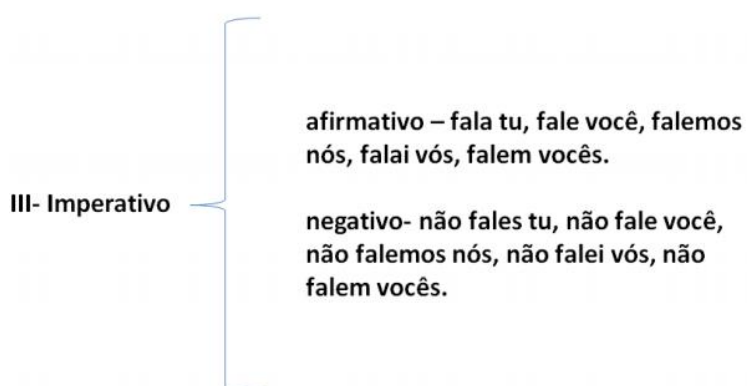 afirmativo – fala tu, fale você, falemos
nós, falai vós, falem vocês.
III- Imperativo
negativo- não fales tu, não fale você,
não falemos nós, não falei vós, não
falem vocês.